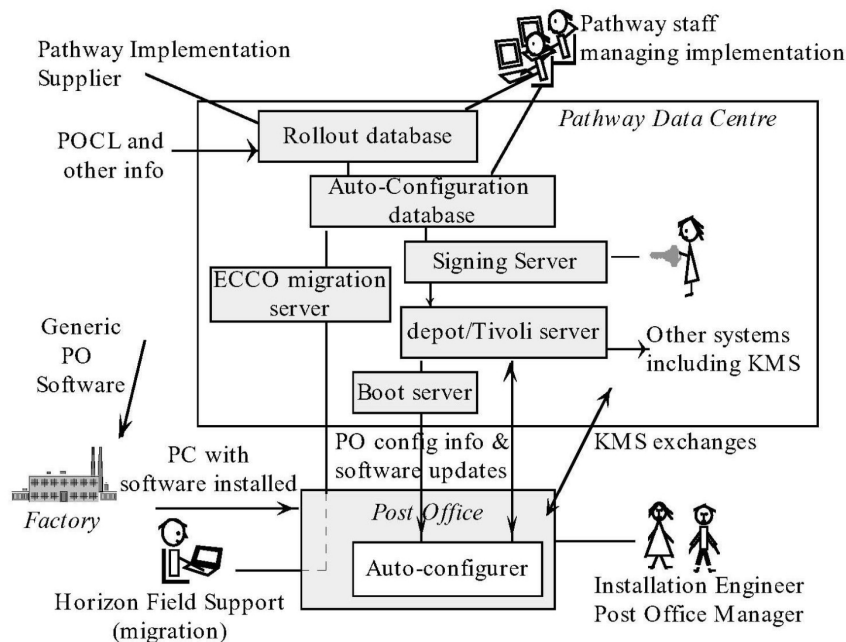 Pathway Implementation
Supplier
Pathway staff
managing implementation
Pathway Data Centre
POCL and
other info
Rollout database
Auto-Configuration
database
Signing Server
ECCO migration
server
Generic
PO
Software
depot/Tivoli server
Other systems
including KMS
Boot server
PO config info &
software updates
KMS exchanges
PC with
software installed
Factory
Post Office
Auto-configurer
Horizon Field Support
(migration)
Installation Engineer
Post Office Manager